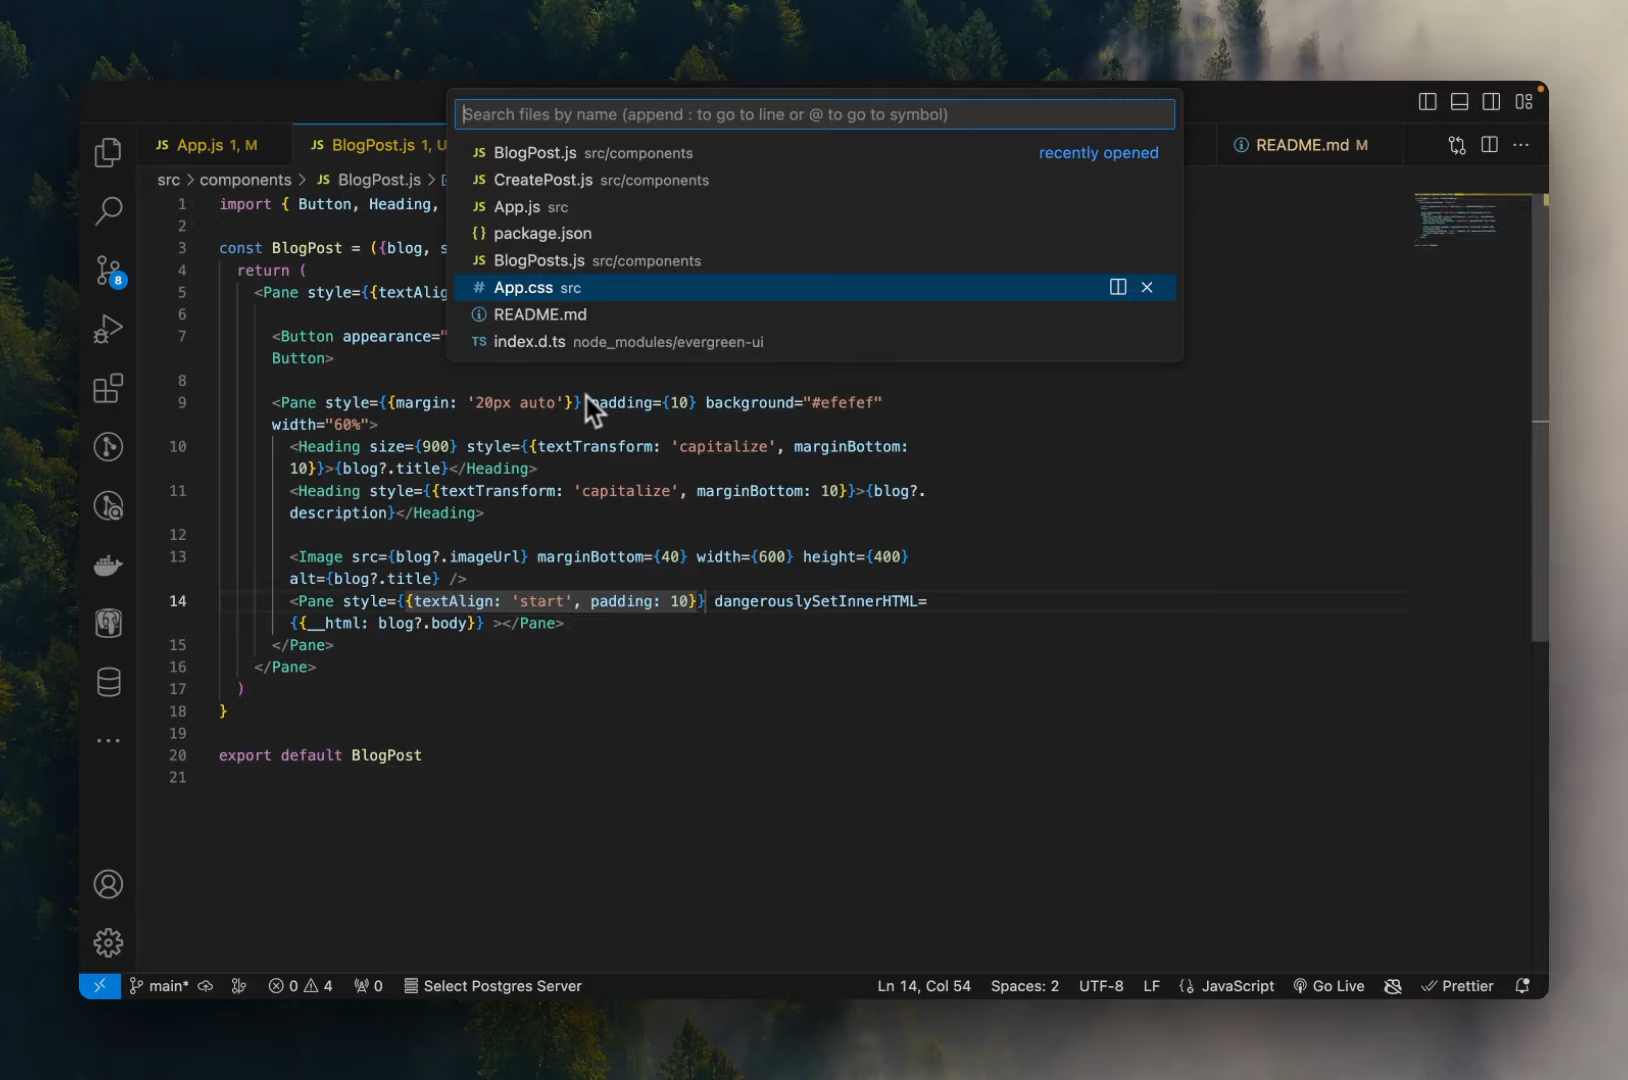 Search files by name (append : to go to line or @ to go to symbol)
JS BlogPost.js src/components recently opened
JS CreatePost.js src/components
JS App.js src
{} package.json
JS BlogPosts.js src/components
# App.css src
README.md
TS index.d.ts node_modules/evergreen-ui
JS App.js 1, M
JS BlogPost.js 1, U
README.md M
src > components > JS BlogPost.js >
1 import { Button, Heading,
2
3 const BlogPost = ({blog, s
4 return (
5 <Pane style={{textAlig
6
7 <Button appearance="
Button>
8
9 <Pane style={{margin: '20px auto'}} padding={10} background="#efefef"
width="60%">
10 <Heading size={900} style={{textTransform: 'capitalize', marginBottom:
10}}>{blog?.title}</Heading>
11 <Heading style={{textTransform: 'capitalize', marginBottom: 10}}>{blog?.
description}</Heading>
12
13 <Image src={blog?.imageUrl} marginBottom={40} width={600} height={400}
alt={blog?.title} />
14 <Pane style={{textAlign: 'start', padding: 10}} dangerouslySetInnerHTML=
{{__html: blog?.body}} ></Pane>
15 </Pane>
16 </Pane>
17 )
18 }
19
20 export default BlogPost
21
8
main* 0 4 0 Select Postgres Server Ln 14, Col 54 Spaces: 2 UTF-8 LF JavaScript Go Live Prettier